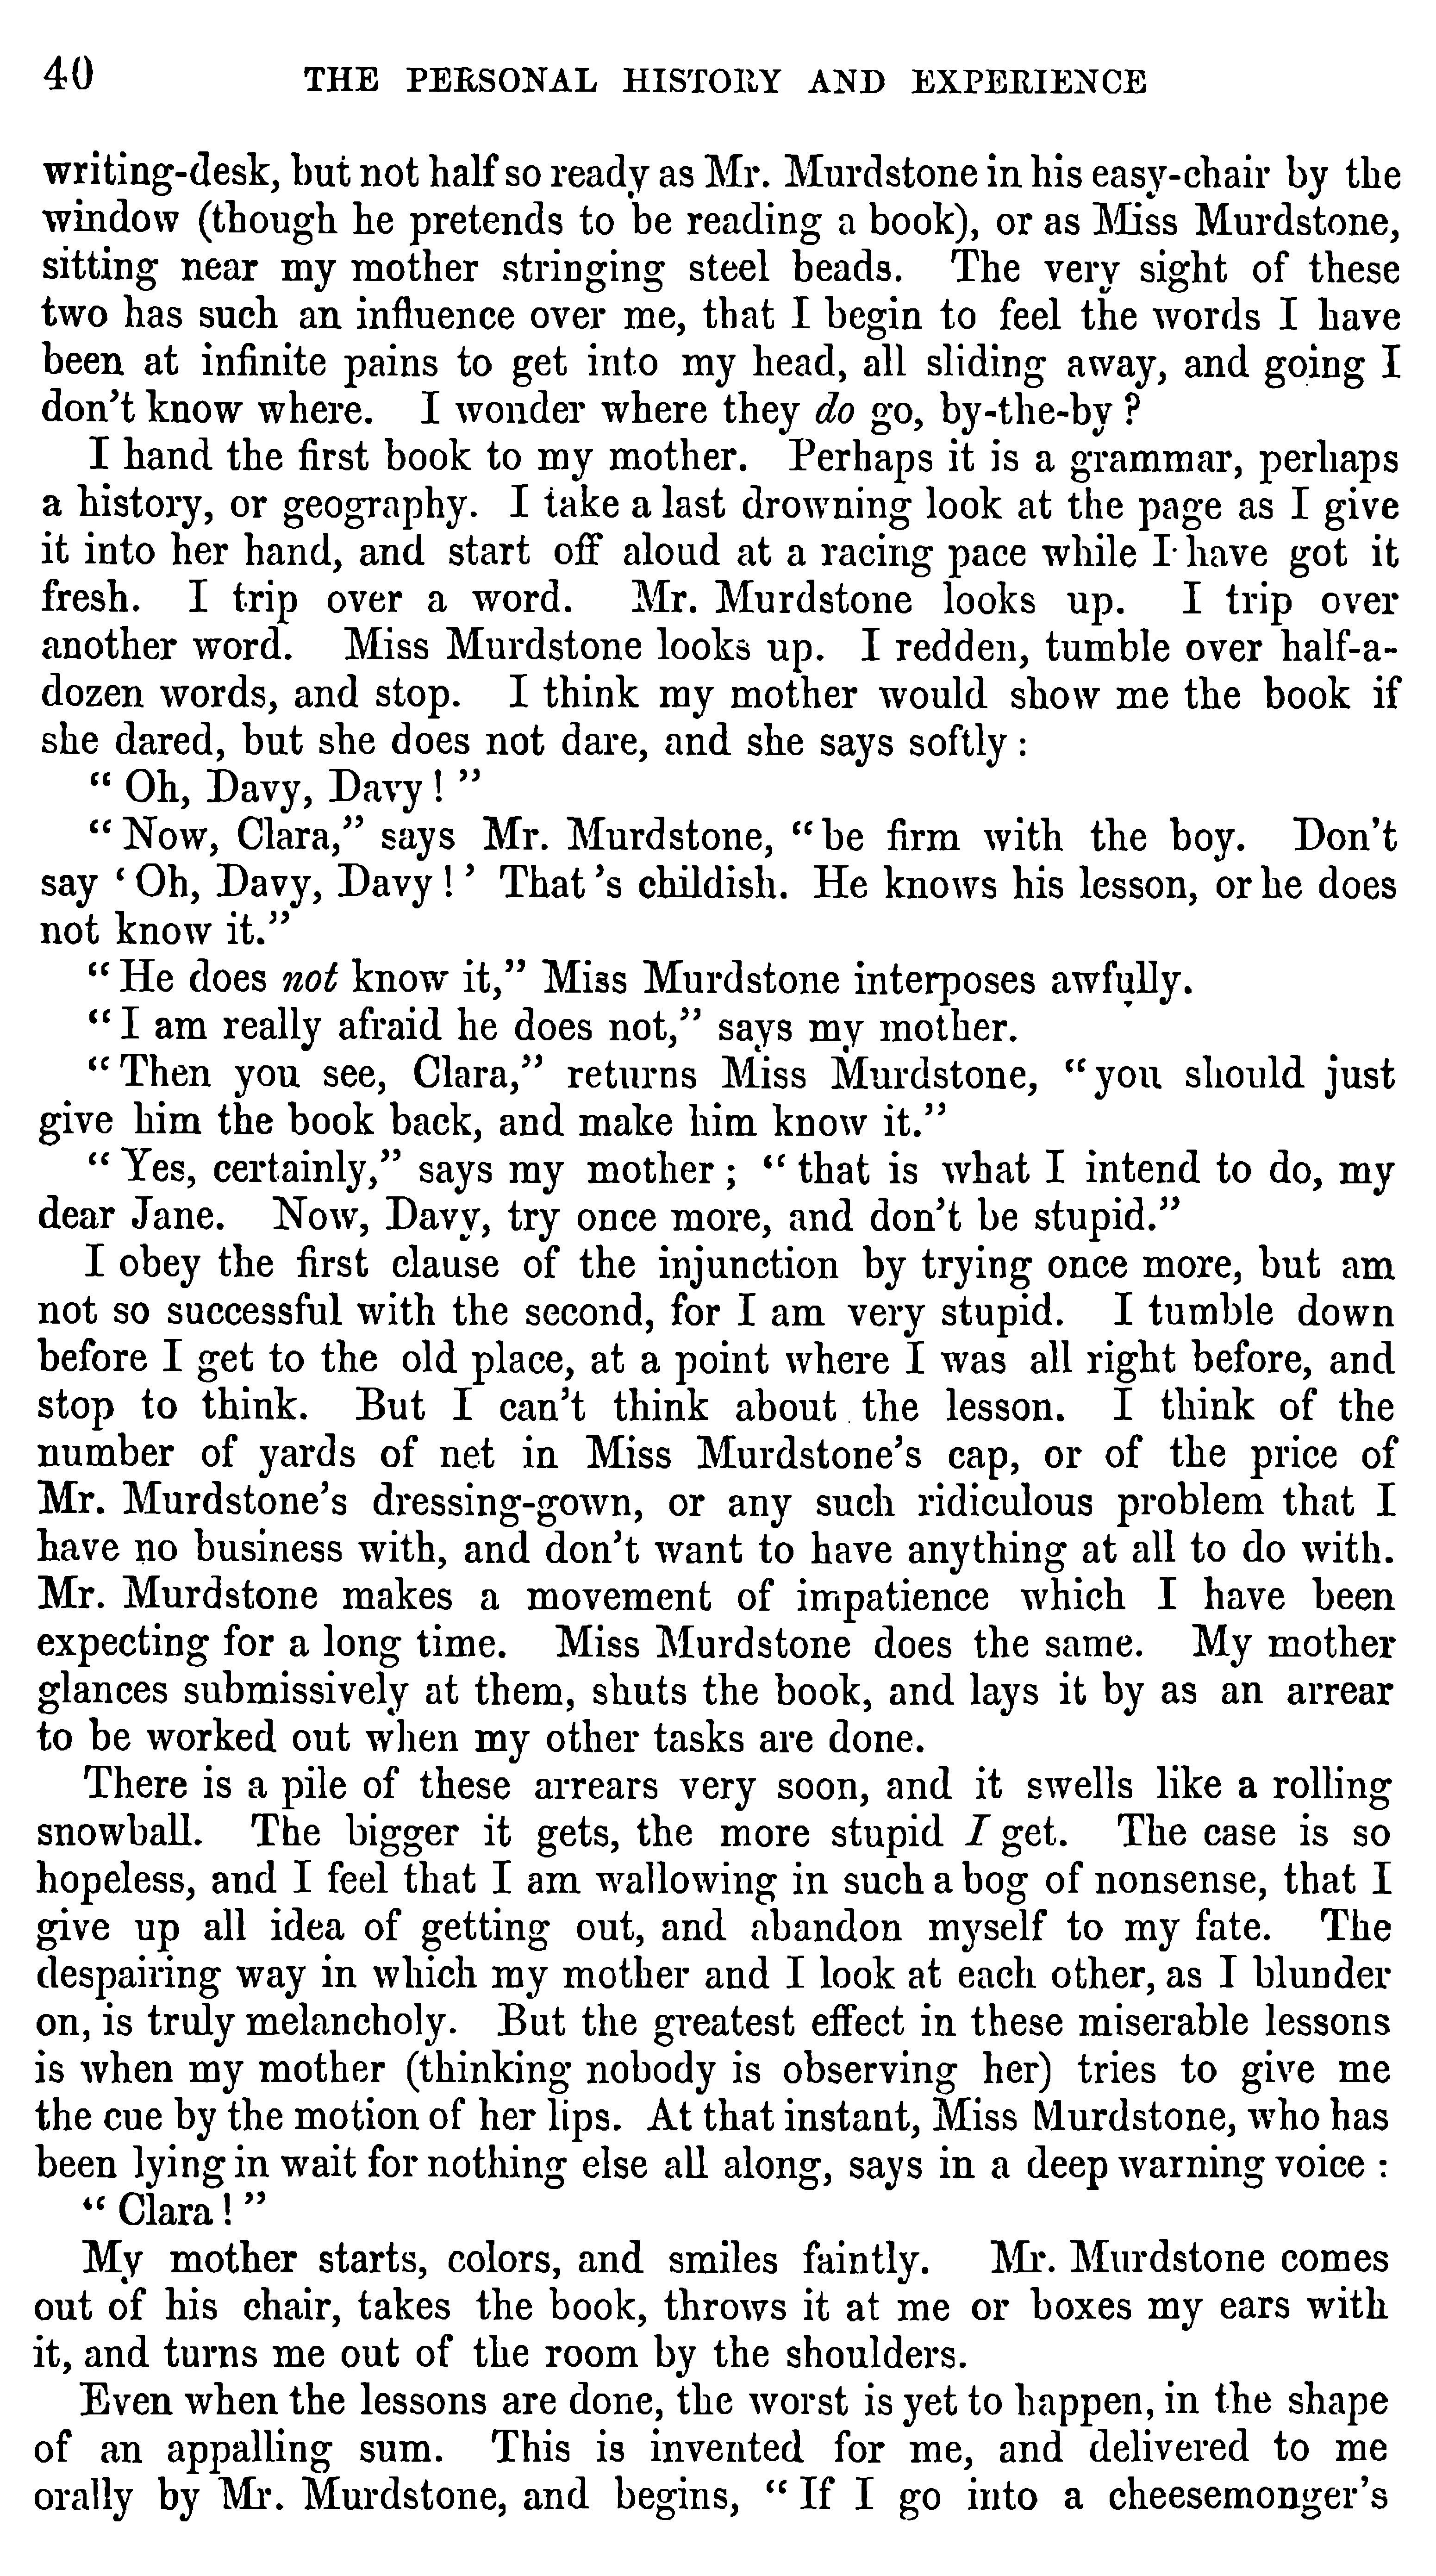 40 THE PERSONAL HISTORY AND EXPERIENCE
writing-desk, but not half so ready as Mr. Murdstone in his easy-chair by the
window (though he pretends to be reading a book), or as Miss Murdstone,
sitting near my mother stringing steel beads. The very sight of these
two has such an influence over me, that I begin to feel the words I have
been at infinite pains to get into my head, all sliding away, and going I
don't know where. I wonder where they do go, by-the-by?
I hand the first book to my mother. Perhaps it is a grammar, perhaps
a history, or geography. I take a last drowning look at the page as I give
it into her hand, and start off aloud at a racing pace while I have got it
fresh. I trip over a word. Mr. Murdstone looks up. I trip over
another word. Miss Murdstone looks up. I redden, tumble over half-a-
dozen words, and stop. I think my mother would show me the book if
she dared, but she does not dare, and she says softly:
"Oh, Davy, Davy!"
"Now, Clara," says Mr. Murdstone, "be firm with the boy. Don't
say 'Oh, Davy, Davy!' That's childish. He knows his lesson, or he does
not know it."
"He does not know it," Miss Murdstone interposes awfully.
"I am really afraid he does not," says my mother.
"Then you see, Clara," returns Miss Murdstone, "you should just
give him the book back, and make him know it."
"Yes, certainly," says my mother; "that is what I intend to do, my
dear Jane. Now, Davy, try once more, and don't be stupid."
I obey the first clause of the injunction by trying once more, but am
not so successful with the second, for I am very stupid. I tumble down
before I get to the old place, at a point where I was all right before, and
stop to think. But I can't think about the lesson. I think of the
number of yards of net in Miss Murdstone's cap, or of the price of
Mr. Murdstone's dressing-gown, or any such ridiculous problem that I
have no business with, and don't want to have anything at all to do with.
Mr. Murdstone makes a movement of impatience which I have been
expecting for a long time. Miss Murdstone does the same. My mother
glances submissively at them, shuts the book, and lays it by as an arrear
to be worked out when my other tasks are done.
There is a pile of these arrears very soon, and it swells like a rolling
snowball. The bigger it gets, the more stupid I get. The case is so
hopeless, and I feel that I am wallowing in such a bog of nonsense, that I
give up all idea of getting out, and abandon myself to my fate. The
despairing way in which my mother and I look at each other, as I blunder
on, is truly melancholy. But the greatest effect in these miserable lessons
is when my mother (thinking nobody is observing her) tries to give me
the cue by the motion of her lips. At that instant, Miss Murdstone, who has
been lying in wait for nothing else all along, says in a deep warning voice:
"Clara!"
My mother starts, colors, and smiles faintly. Mr. Murdstone comes
out of his chair, takes the book, throws it at me or boxes my ears with
it, and turns me out of the room by the shoulders.
Even when the lessons are done, the worst is yet to happen, in the shape
of an appalling sum. This is invented for me, and delivered to me
orally by Mr. Murdstone, and begins, "If I go into a cheesemonger's